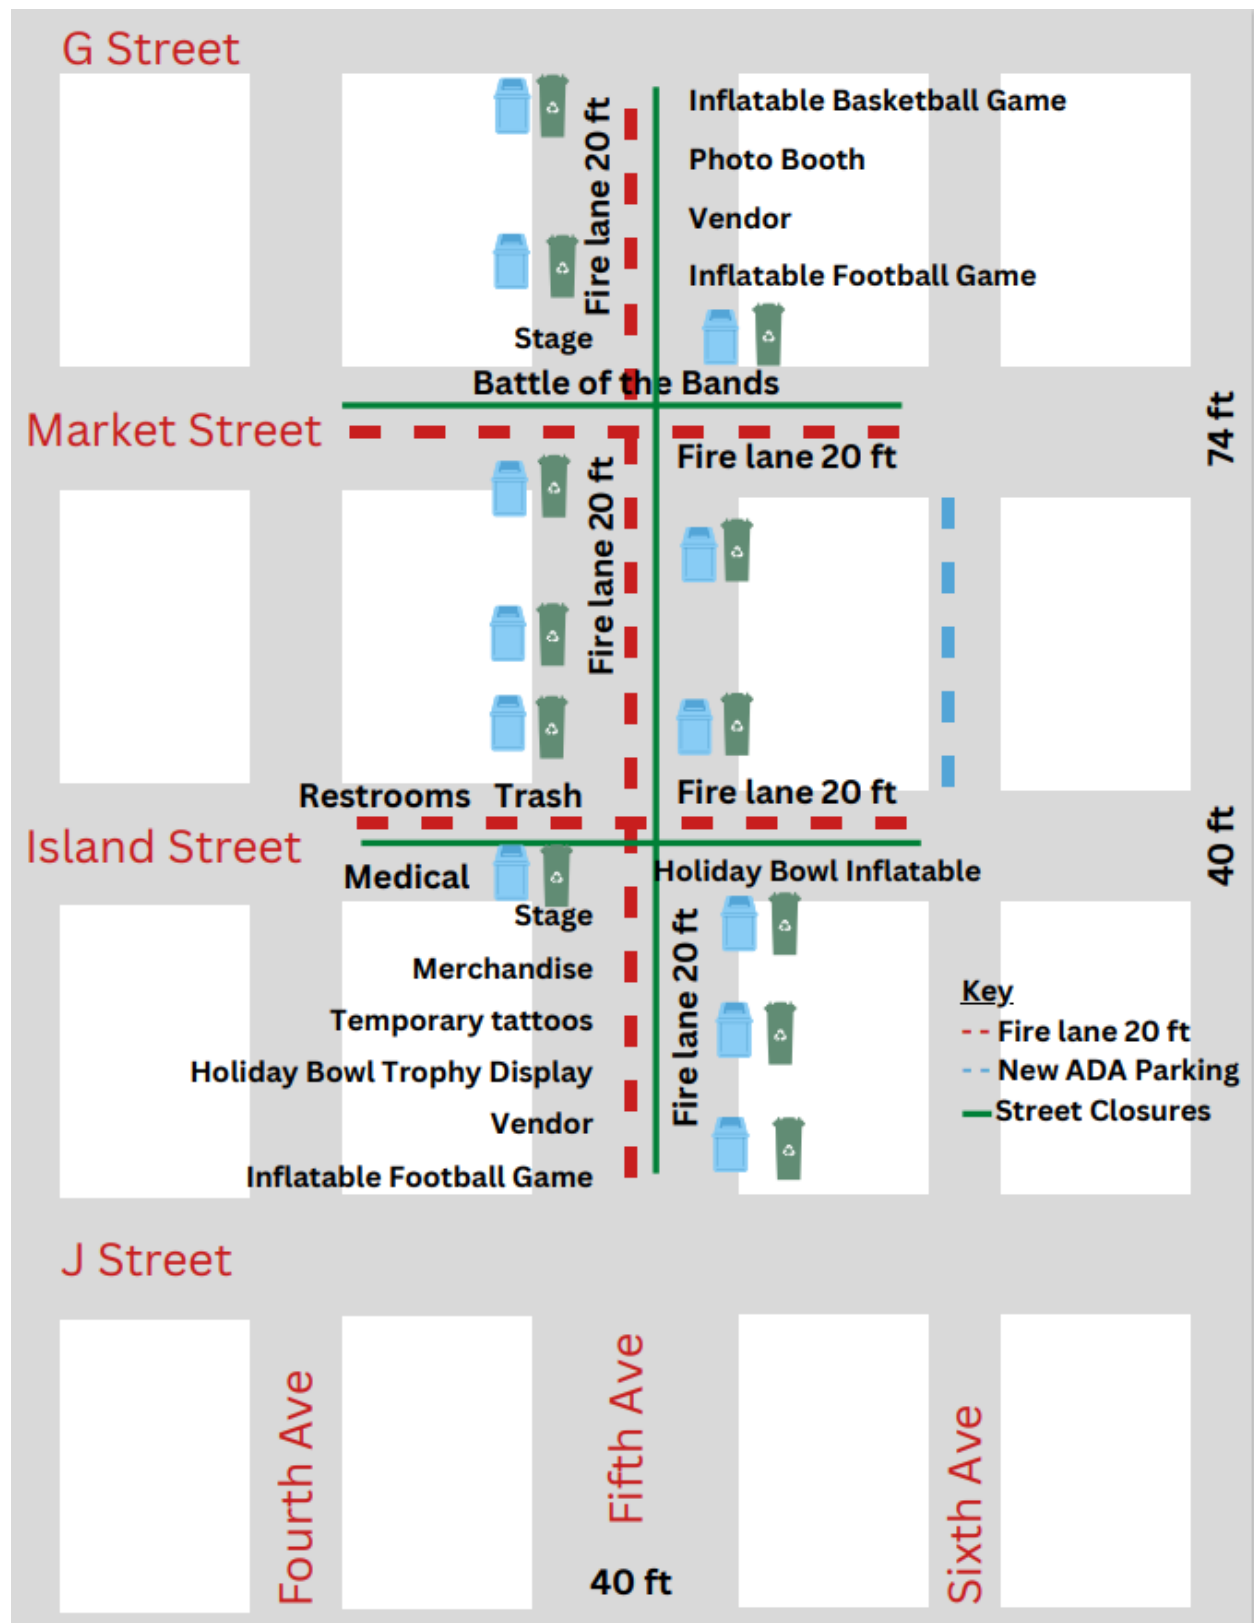 G Street
Fire lane 20 ft
Inflatable Basketball Game
Photo Booth
Vendor
Inflatable Football Game
Stage
Battle of the Bands
Market Street
74 ft
Fire lane 20 ft
Fire lane 20 ft
Restrooms
Trash
Fire lane 20 ft
Island Street
40 ft
Medical
Holiday Bowl Inflatable
Stage
Merchandise
Temporary tattoos
Holiday Bowl Trophy Display
Vendor
Inflatable Football Game
Fire lane 20 ft
Key
Fire lane 20 ft
New ADA Parking
Street Closures
J Street
Fourth Ave
Fifth Ave
Sixth Ave
40 ft